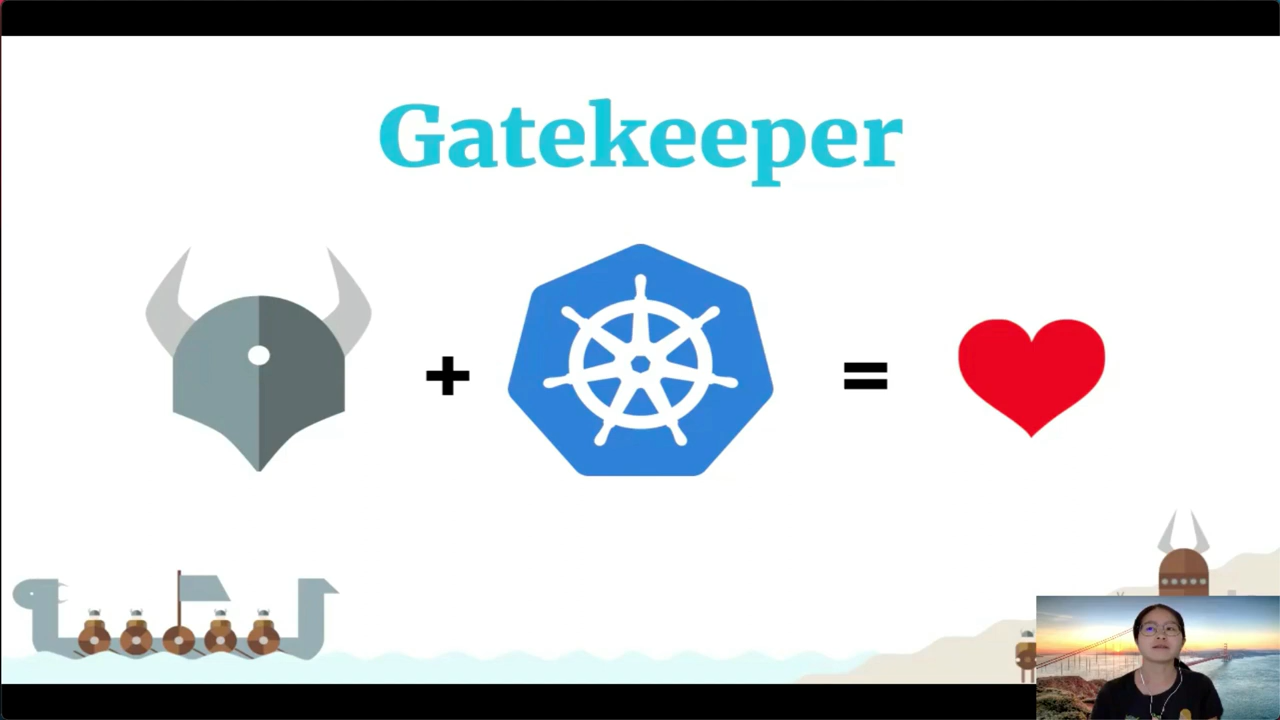 Gatekeeper
+
=